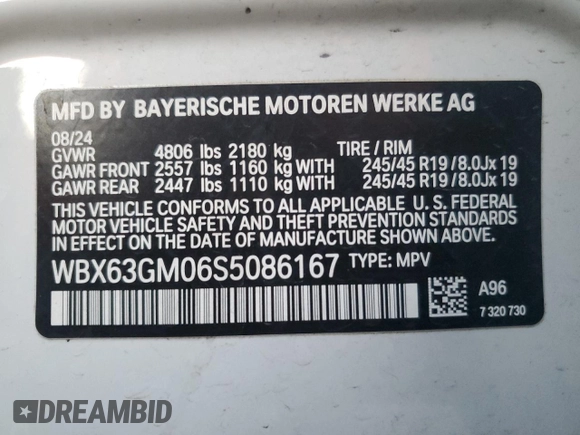 MFD BY BAYERISCHE MOTOREN WERKE AG
08/24
GVWR 4806 lbs 2180 kg TIRE / RIM
GAWR FRONT 2557 lbs 1160 kg WITH 245/45 R19 / 8.0Jx 19
GAWR REAR 2447 lbs 1110 kg WITH 245/45 R19 / 8.0Jx 19
THIS VEHICLE CONFORMS TO ALL APPLICABLE U. S. FEDERAL
MOTOR VEHICLE SAFETY AND THEFT PREVENTION STANDARDS
IN EFFECT ON THE DATE OF MANUFACTURE SHOWN ABOVE.
WBX63GM06S5086167 TYPE: MPV
A96
7 320 730
DREAMBID